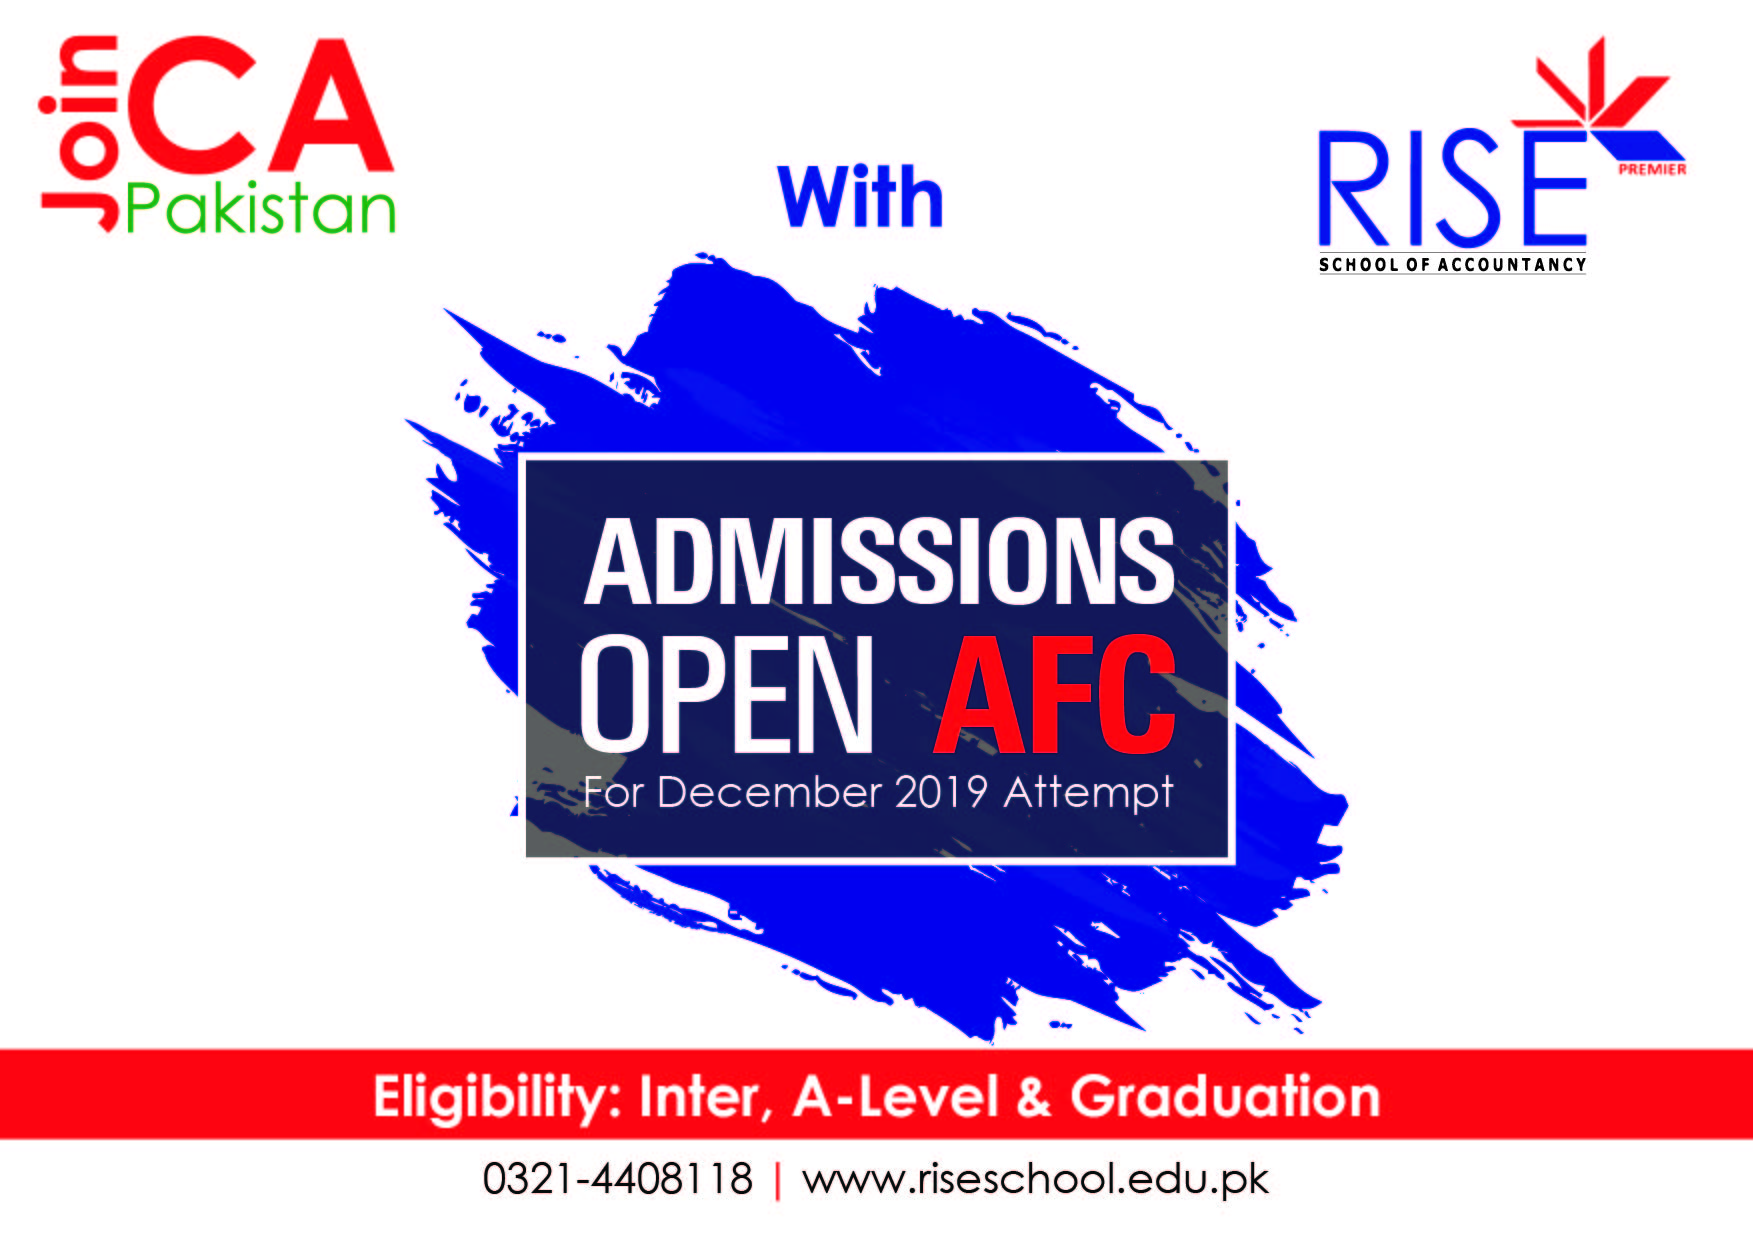 Join CA
Pakistan
With
RISE
PREMIER
SCHOOL OF ACCOUNTANCY
ADMISSIONS
OPEN AFC
For December 2019 Attempt
Eligibility: Inter, A-Level & Graduation
0321-4408118 | www.riseschool.edu.pk